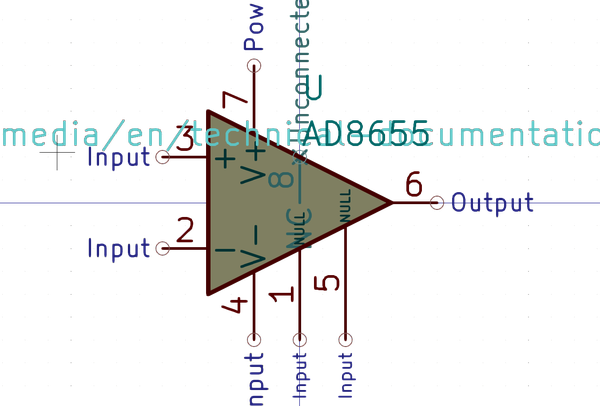 Pow
Unconnecte
U
7
media/en/technical-documentatio
AD8655
3
Input
+
V+
8
6
Output
NC
NULL
NULL
2
Input
−
V-
4
1
5
nput
Input
Input